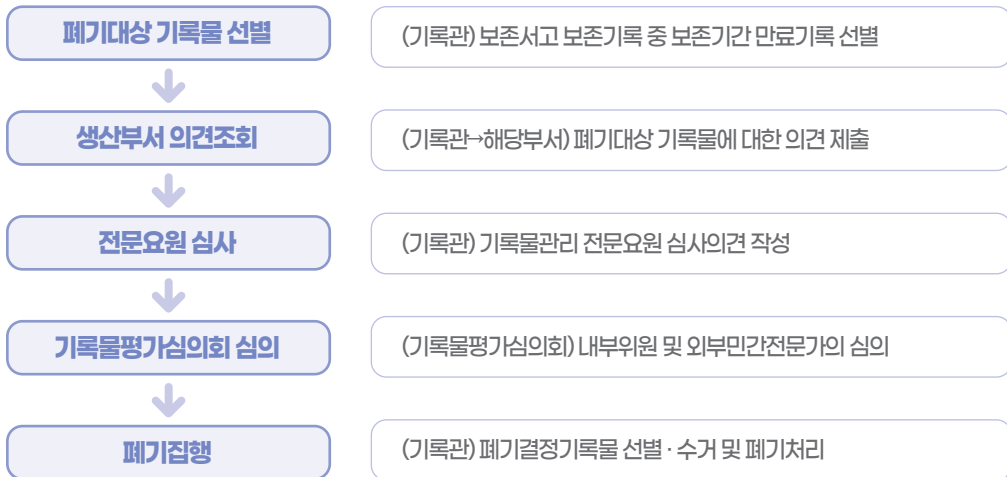 폐기대상 기록물 선별
(기록관) 보존서고 보존기록 중 보존기간 만료기록 선별
생산부서 의견조회
(기록관→해당부서) 폐기대상 기록물에 대한 의견 제출
전문요원 심사
(기록관) 기록물관리 전문요원 심사의견 작성
기록물평가심의회 심의
(기록물평가심의회) 내부위원 및 외부민간전문가의 심의
폐기집행
(기록관) 폐기결정기록물 선별 · 수거 및 폐기처리